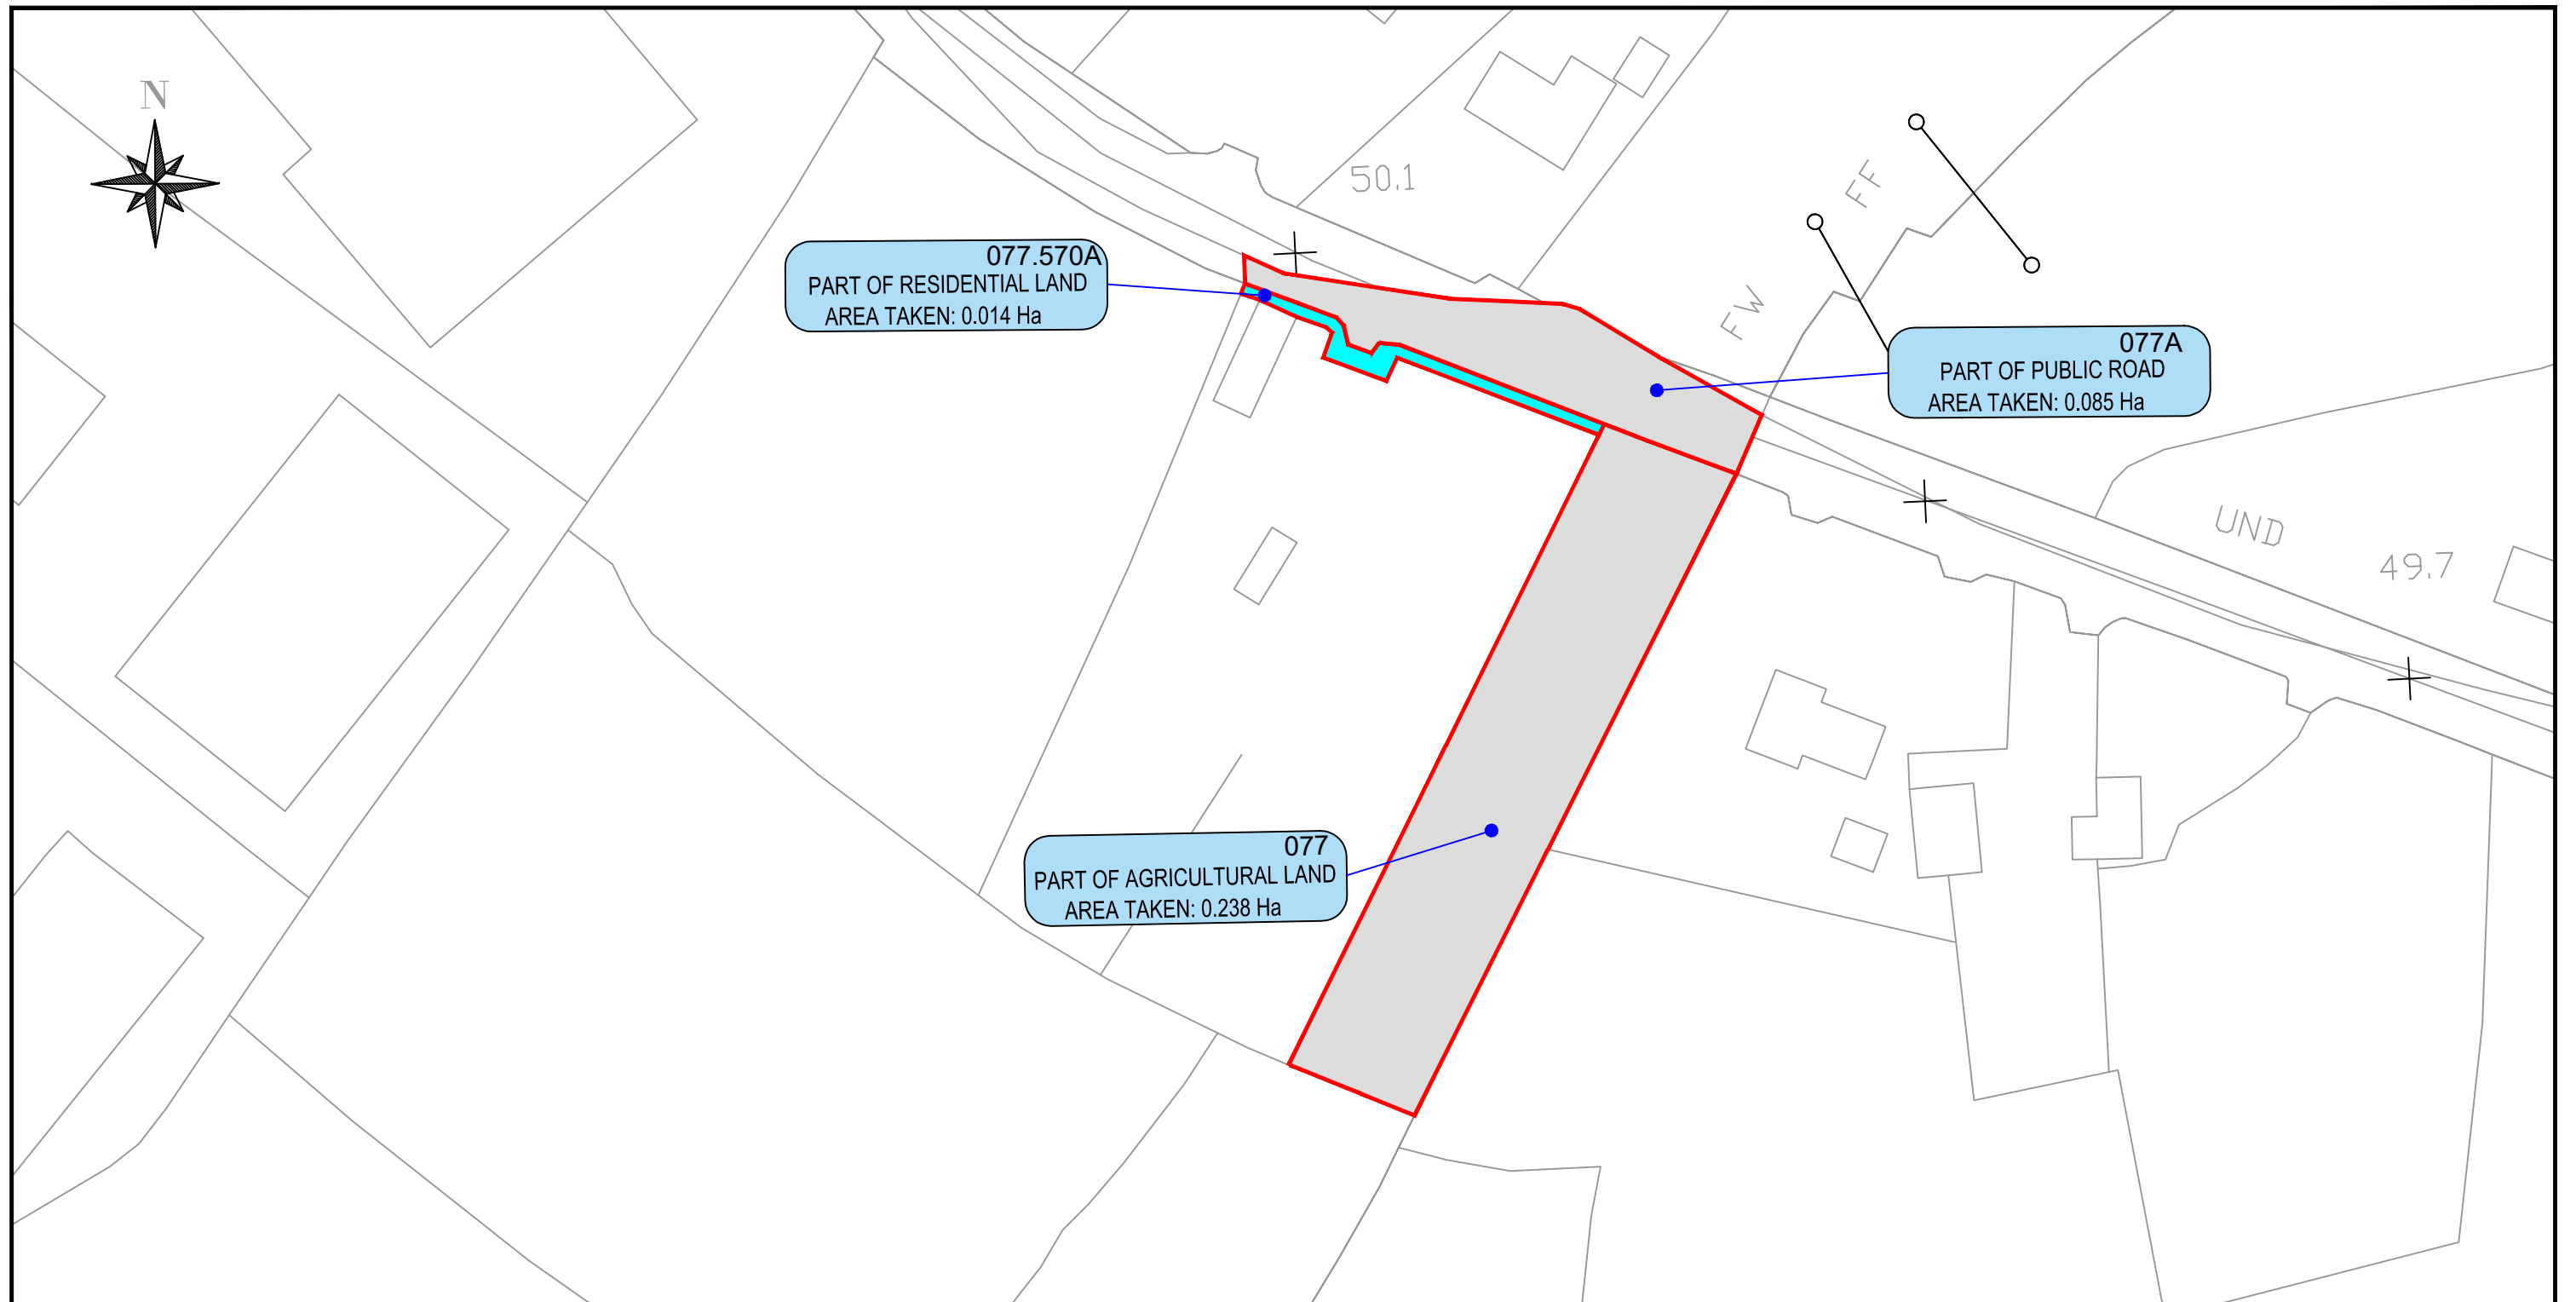 N
50.1
FF
FW
077.570A
PART OF RESIDENTIAL LAND
AREA TAKEN: 0.014 Ha
077A
PART OF PUBLIC ROAD
AREA TAKEN: 0.085 Ha
UND
49.7
077
PART OF AGRICULTURAL LAND
AREA TAKEN: 0.238 Ha